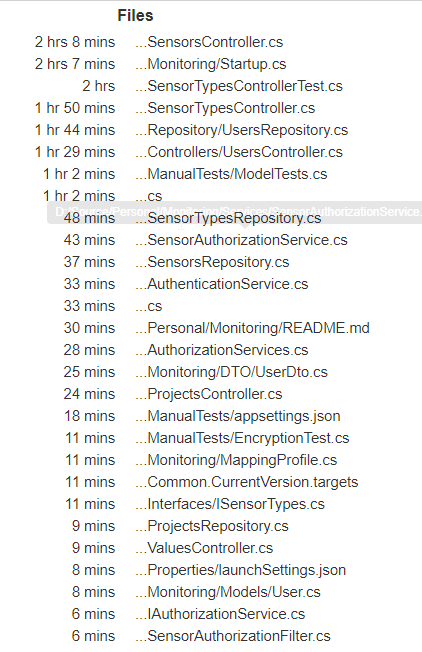 Files
2 hrs 8 mins ...SensorsController.cs
2 hrs 7 mins ...Monitoring/Startup.cs
2 hrs ...SensorTypesControllerTest.cs
1 hr 50 mins ...SensorTypesController.cs
1 hr 44 mins ...Repository/UsersRepository.cs
1 hr 29 mins ...Controllers/UsersController.cs
1 hr 2 mins ...ManualTests/ModelTests.cs
1 hr 2 mins ...cs
48 mins ...SensorTypesRepository.cs
43 mins ...SensorAuthorizationService.cs
37 mins ...SensorsRepository.cs
33 mins ...AuthenticationService.cs
33 mins ...cs
30 mins ...Personal/Monitoring/README.md
28 mins ...AuthorizationServices.cs
25 mins ...Monitoring/DTO/UserDto.cs
24 mins ...ProjectsController.cs
18 mins ...ManualTests/appsettings.json
11 mins ...ManualTests/EncryptionTest.cs
11 mins ...Monitoring/MappingProfile.cs
11 mins ...Common.CurrentVersion.targets
11 mins ...Interfaces/ISensorTypes.cs
9 mins ...ProjectsRepository.cs
9 mins ...ValuesController.cs
8 mins ...Properties/launchSettings.json
8 mins ...Monitoring/Models/User.cs
6 mins ...IAuthorizationService.cs
6 mins ...SensorAuthorizationFilter.cs